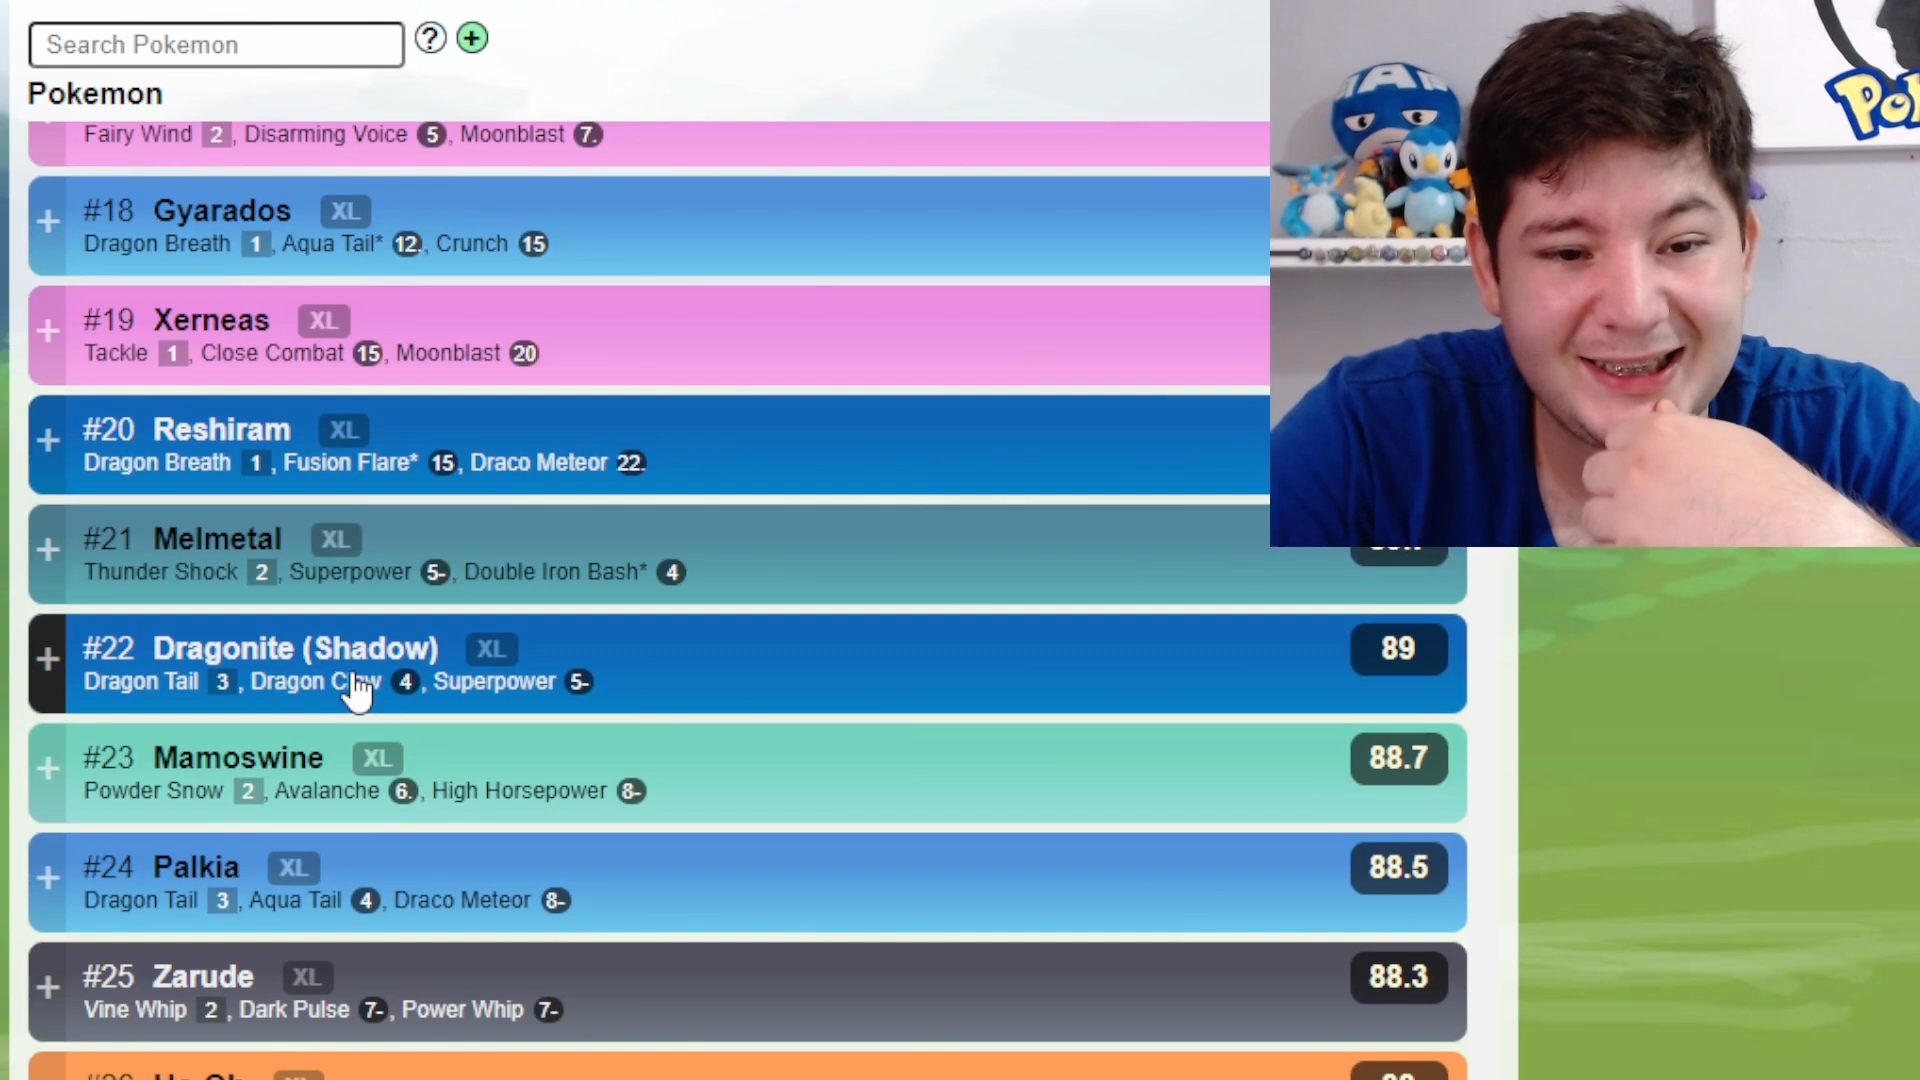 Search Pokemon ? +
Pokemon
Fairy Wind 2, Disarming Voice 5, Moonblast 7.
+ #18 Gyarados XL
Dragon Breath 1, Aqua Tail* 12., Crunch 15
+ #19 Xerneas XL
Tackle 1, Close Combat 15, Moonblast 20
+ #20 Reshiram XL
Dragon Breath 1, Fusion Flare* 15, Draco Meteor 22.
+ #21 Melmetal XL
Thunder Shock 2, Superpower 5-, Double Iron Bash* 4
+ #22 Dragonite (Shadow) XL 89
Dragon Tail 3, Dragon Claw 4, Superpower 5-
+ #23 Mamoswine XL 88.7
Powder Snow 2, Avalanche 6., High Horsepower 8-
+ #24 Palkia XL 88.5
Dragon Tail 3, Aqua Tail 4, Draco Meteor 8-
+ #25 Zarude XL 88.3
Vine Whip 2, Dark Pulse 7-, Power Whip 7-